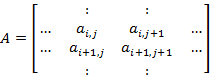 : :
A = [ ... a_{i,j} a_{i,j+1} ...
... a_{i+1,j} a_{i+1,j+1} ... ]
: :